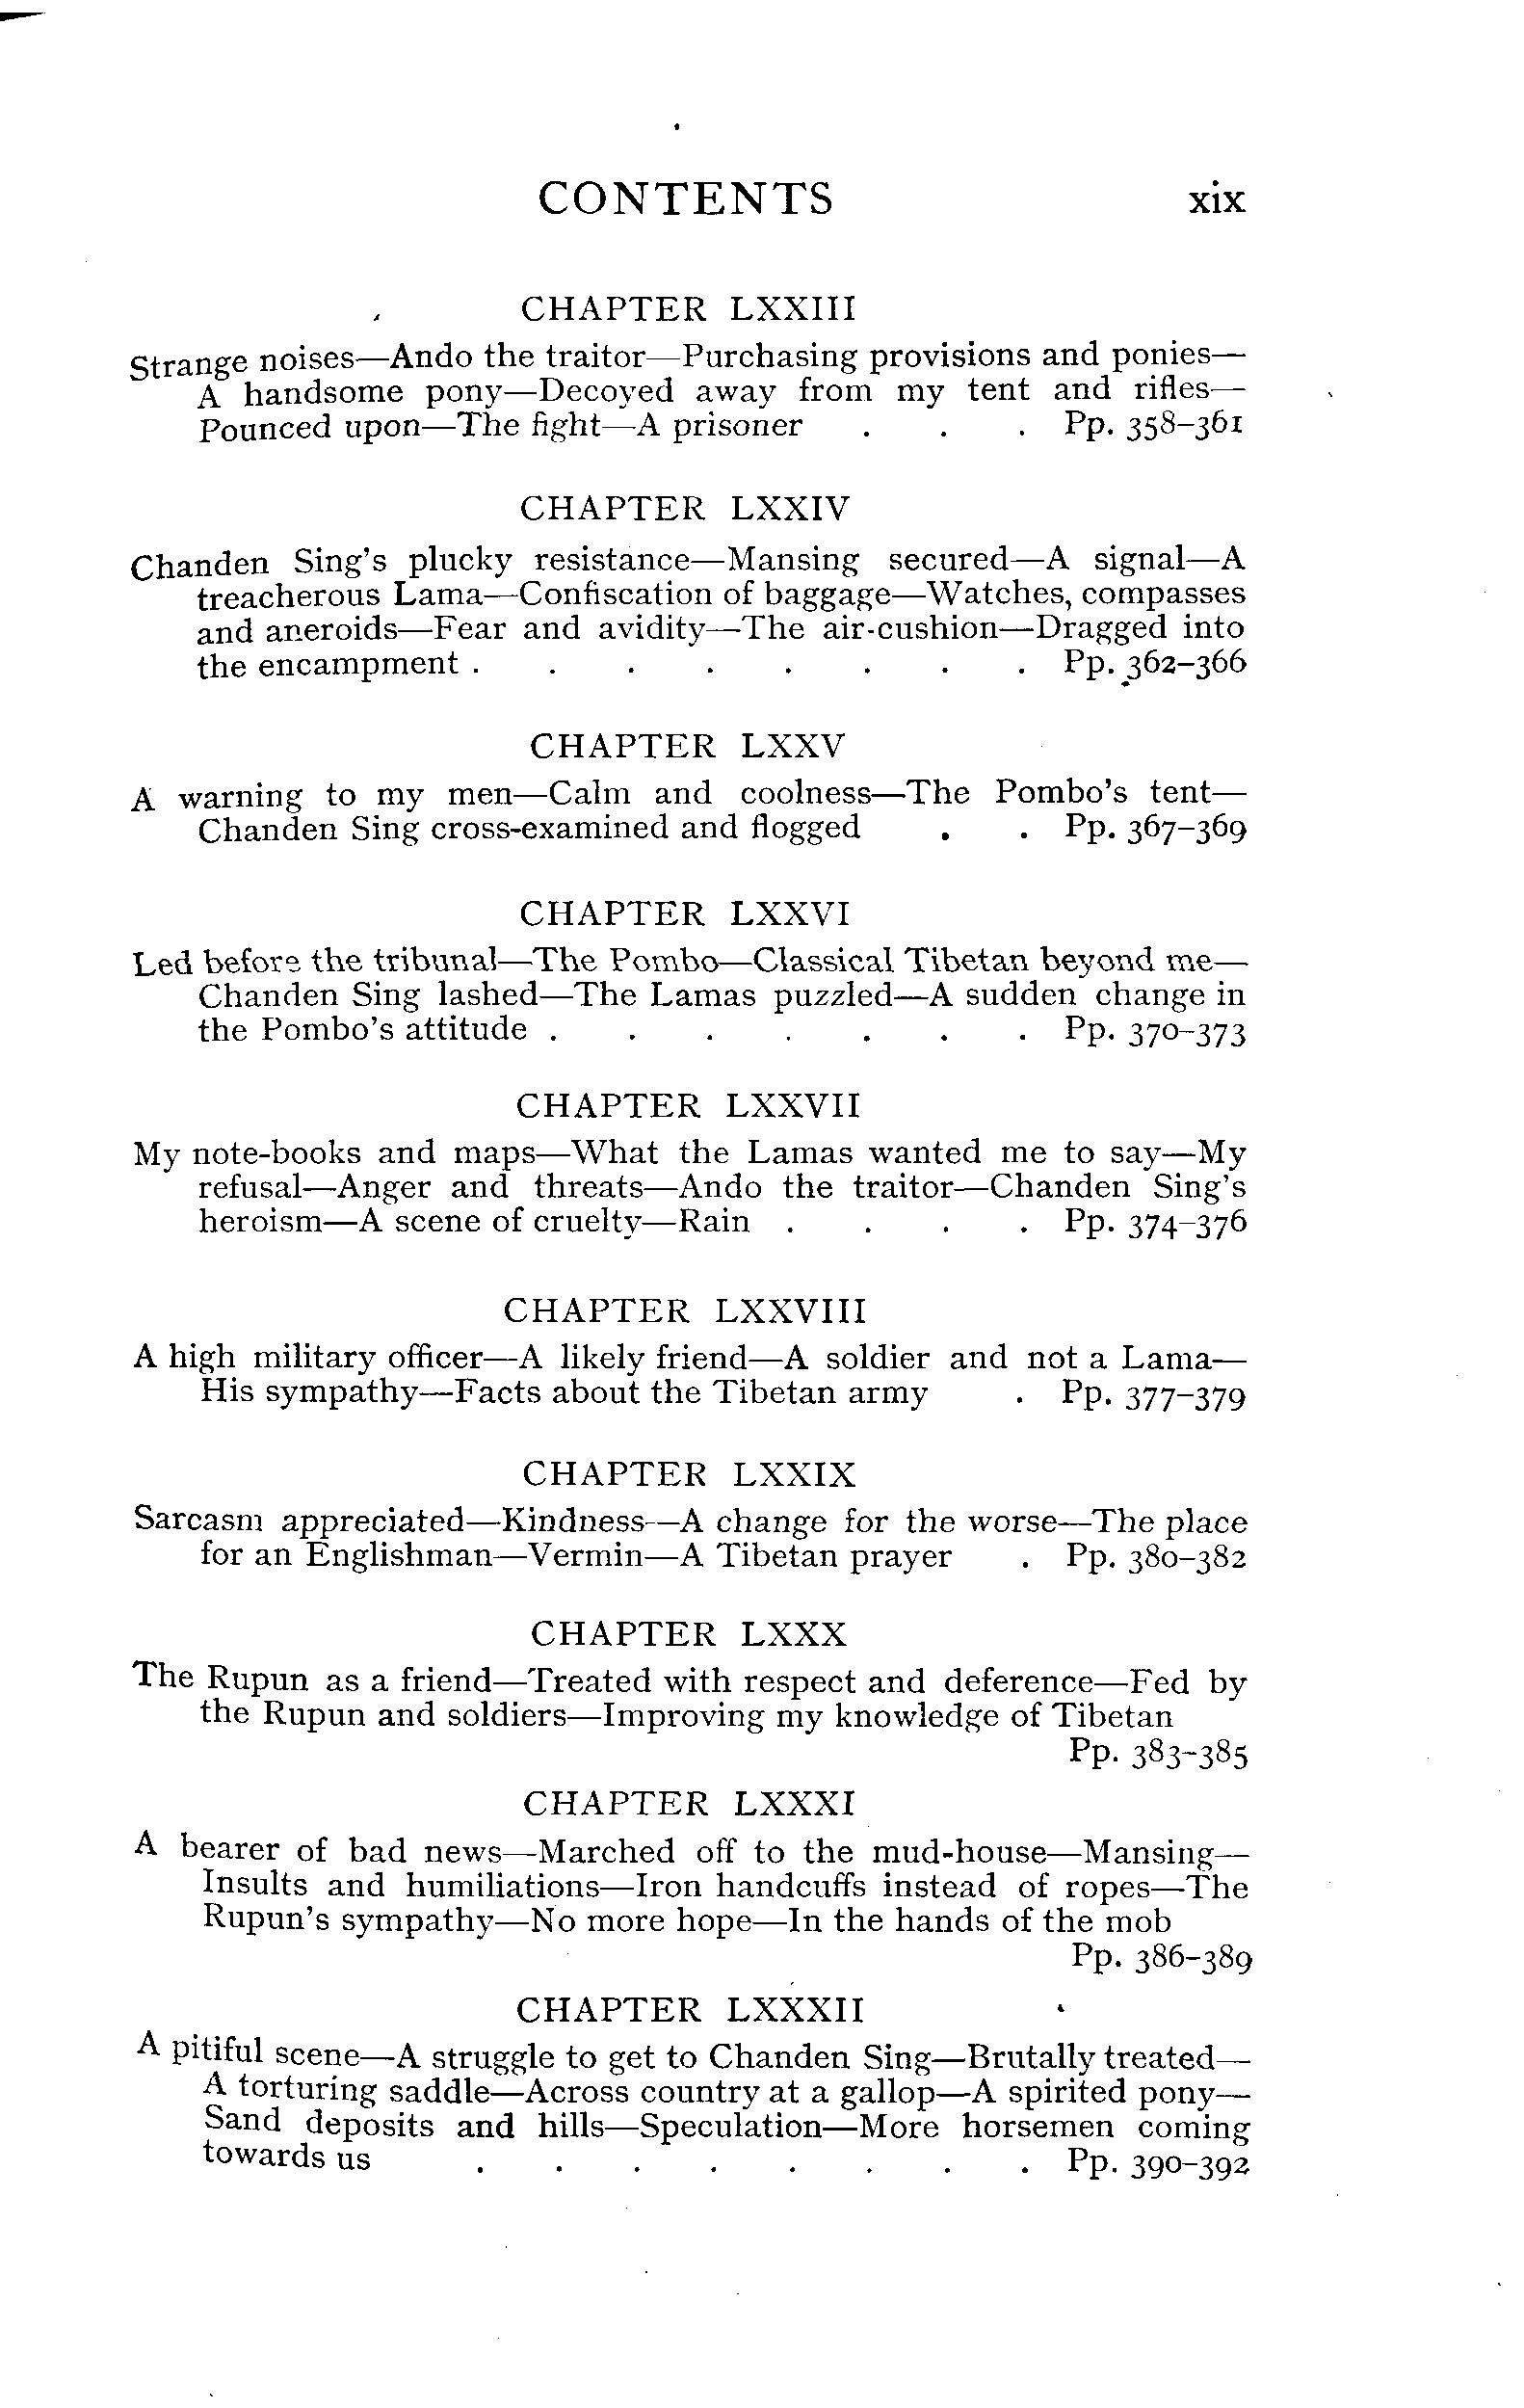 CONTENTS xix
CHAPTER LXXIII
Strange noises—Ando the traitor—Purchasing provisions and ponies—
A handsome pony—Decoyed away from my tent and rifles—
Pounced upon—The fight—A prisoner . . . Pp. 358–361
CHAPTER LXXIV
Chanden Sing's plucky resistance—Mansing secured—A signal—A
treacherous Lama—Confiscation of baggage—Watches, compasses
and aneroids—Fear and avidity—The air-cushion—Dragged into
the encampment . . . . . . . . Pp. 362–366
CHAPTER LXXV
A warning to my men—Calm and coolness—The Pombo's tent—
Chanden Sing cross-examined and flogged . . Pp. 367–369
CHAPTER LXXVI
Led before the tribunal—The Pombo—Classical Tibetan beyond me—
Chanden Sing lashed—The Lamas puzzled—A sudden change in
the Pombo's attitude . . . . . . . Pp. 370–373
CHAPTER LXXVII
My note-books and maps—What the Lamas wanted me to say—My
refusal—Anger and threats—Ando the traitor—Chanden Sing's
heroism—A scene of cruelty—Rain . . . . Pp. 374–376
CHAPTER LXXVIII
A high military officer—A likely friend—A soldier and not a Lama—
His sympathy—Facts about the Tibetan army . Pp. 377–379
CHAPTER LXXIX
Sarcasm appreciated—Kindness—A change for the worse—The place
for an Englishman—Vermin—A Tibetan prayer . Pp. 380–382
CHAPTER LXXX
The Rupun as a friend—Treated with respect and deference—Fed by
the Rupun and soldiers—Improving my knowledge of Tibetan
Pp. 383–385
CHAPTER LXXXI
A bearer of bad news—Marched off to the mud-house—Mansing—
Insults and humiliations—Iron handcuffs instead of ropes—The
Rupun's sympathy—No more hope—In the hands of the mob
Pp. 386–389
CHAPTER LXXXII
A pitiful scene—A struggle to get to Chanden Sing—Brutally treated—
A torturing saddle—Across country at a gallop—A spirited pony—
Sand deposits and hills—Speculation—More horsemen coming
towards us . . . . . . . . Pp. 390–392